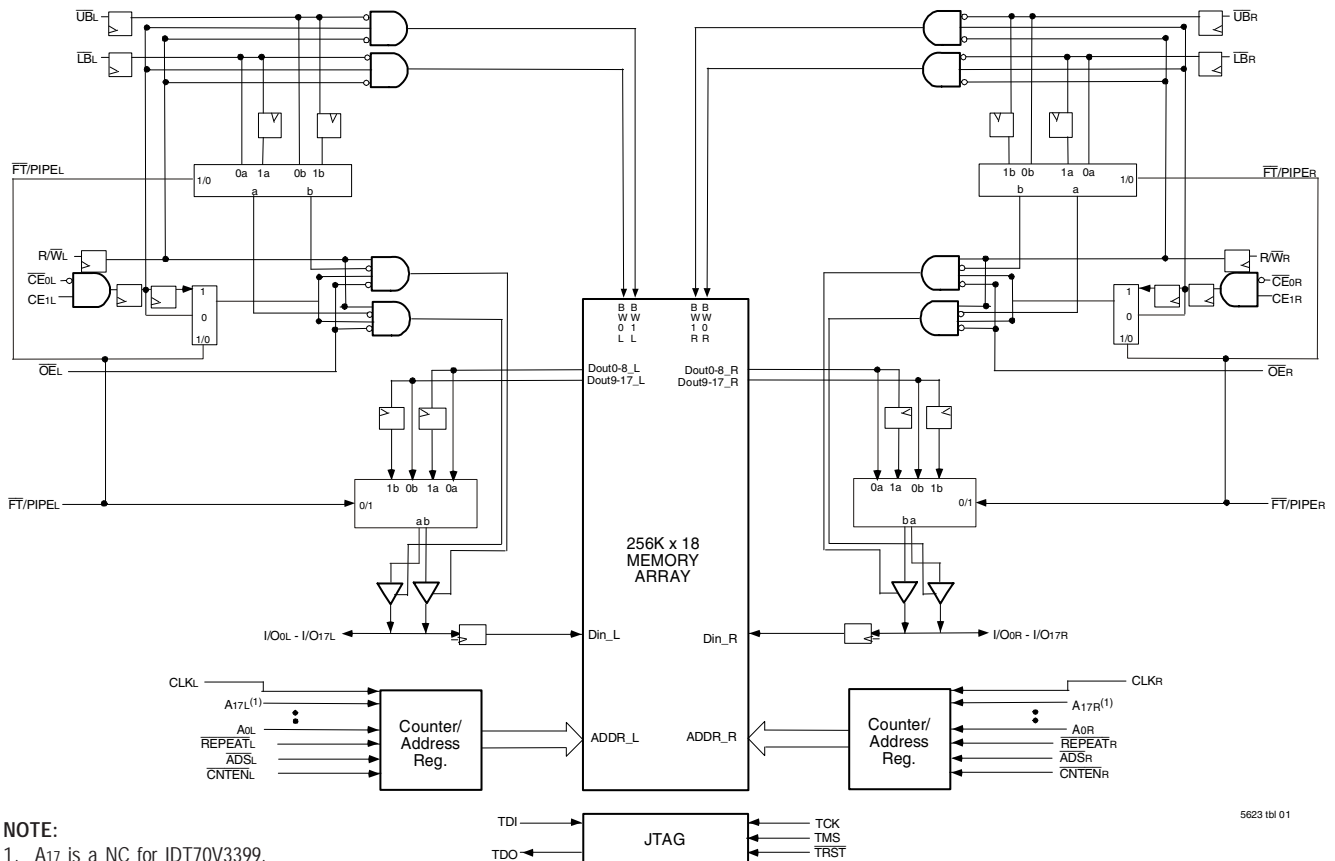 UBL
UBR
LBL
LBR
FT/PIPEL
1/0
0a 1a 0b 1b
a b
1b 0b 1a 0a
b a
1/0
FT/PIPER
R/WL
R/WR
CE0L
CE1L
1
0
1/0
1
0
1/0
CE0R
CE1R
BW0L
BW1L
BW1R
BW0R
OEL
OER
Dout0-8_L
Dout9-17_L
Dout0-8_R
Dout9-17_R
1b 0b 1a 0a
0a 1a 0b 1b
FT/PIPEL
0/1
0/1
FT/PIPER
ab
ba
256K x 18
MEMORY
ARRAY
I/O0L - I/O17L
Din_L
Din_R
I/O0R - I/O17R
CLKL
CLKR
A17L(1)
A17R(1)
A0L
A0R
REPEATL
REPEATR
ADSL
ADSR
CNTENL
CNTENR
Counter/
Address
Reg.
ADDR_L
ADDR_R
Counter/
Address
Reg.
5623 tbl 01
TDI
TDO
JTAG
TCK
TMS
TRST
NOTE:
1. A17 is a NC for IDT70V3399.